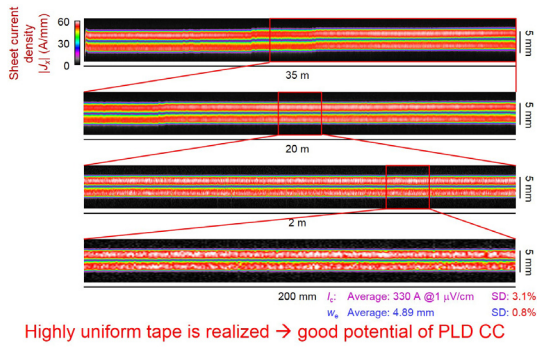 Sheet current
density
|Jx| (A/mm)
60
30
0
5 mm
35 m
5 mm
20 m
5 mm
2 m
5 mm
200 mm
Ic: Average: 330 A @1 μV/cm SD: 3.1%
we Average: 4.89 mm SD: 0.8%
Highly uniform tape is realized → good potential of PLD CC